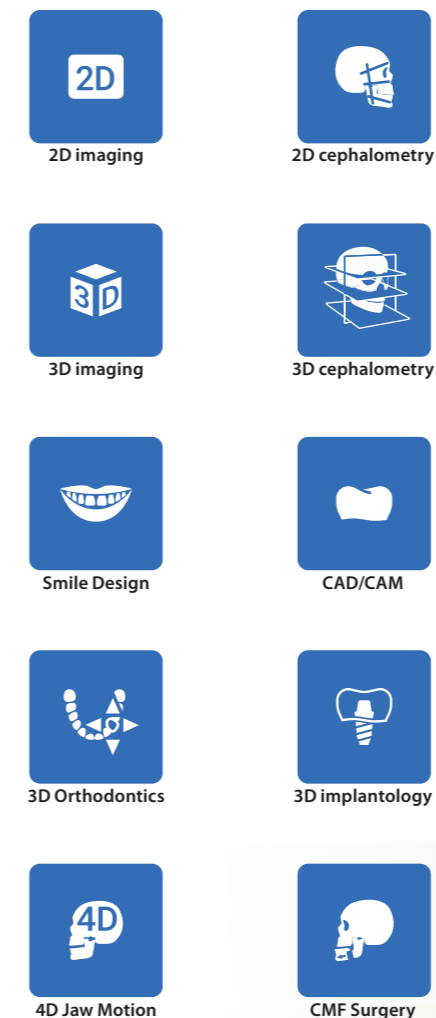 2D
2D imaging
2D cephalometry
3D
3D imaging
3D cephalometry
Smile Design
CAD/CAM
3D Orthodontics
3D implantology
4D
4D Jaw Motion
CMF Surgery